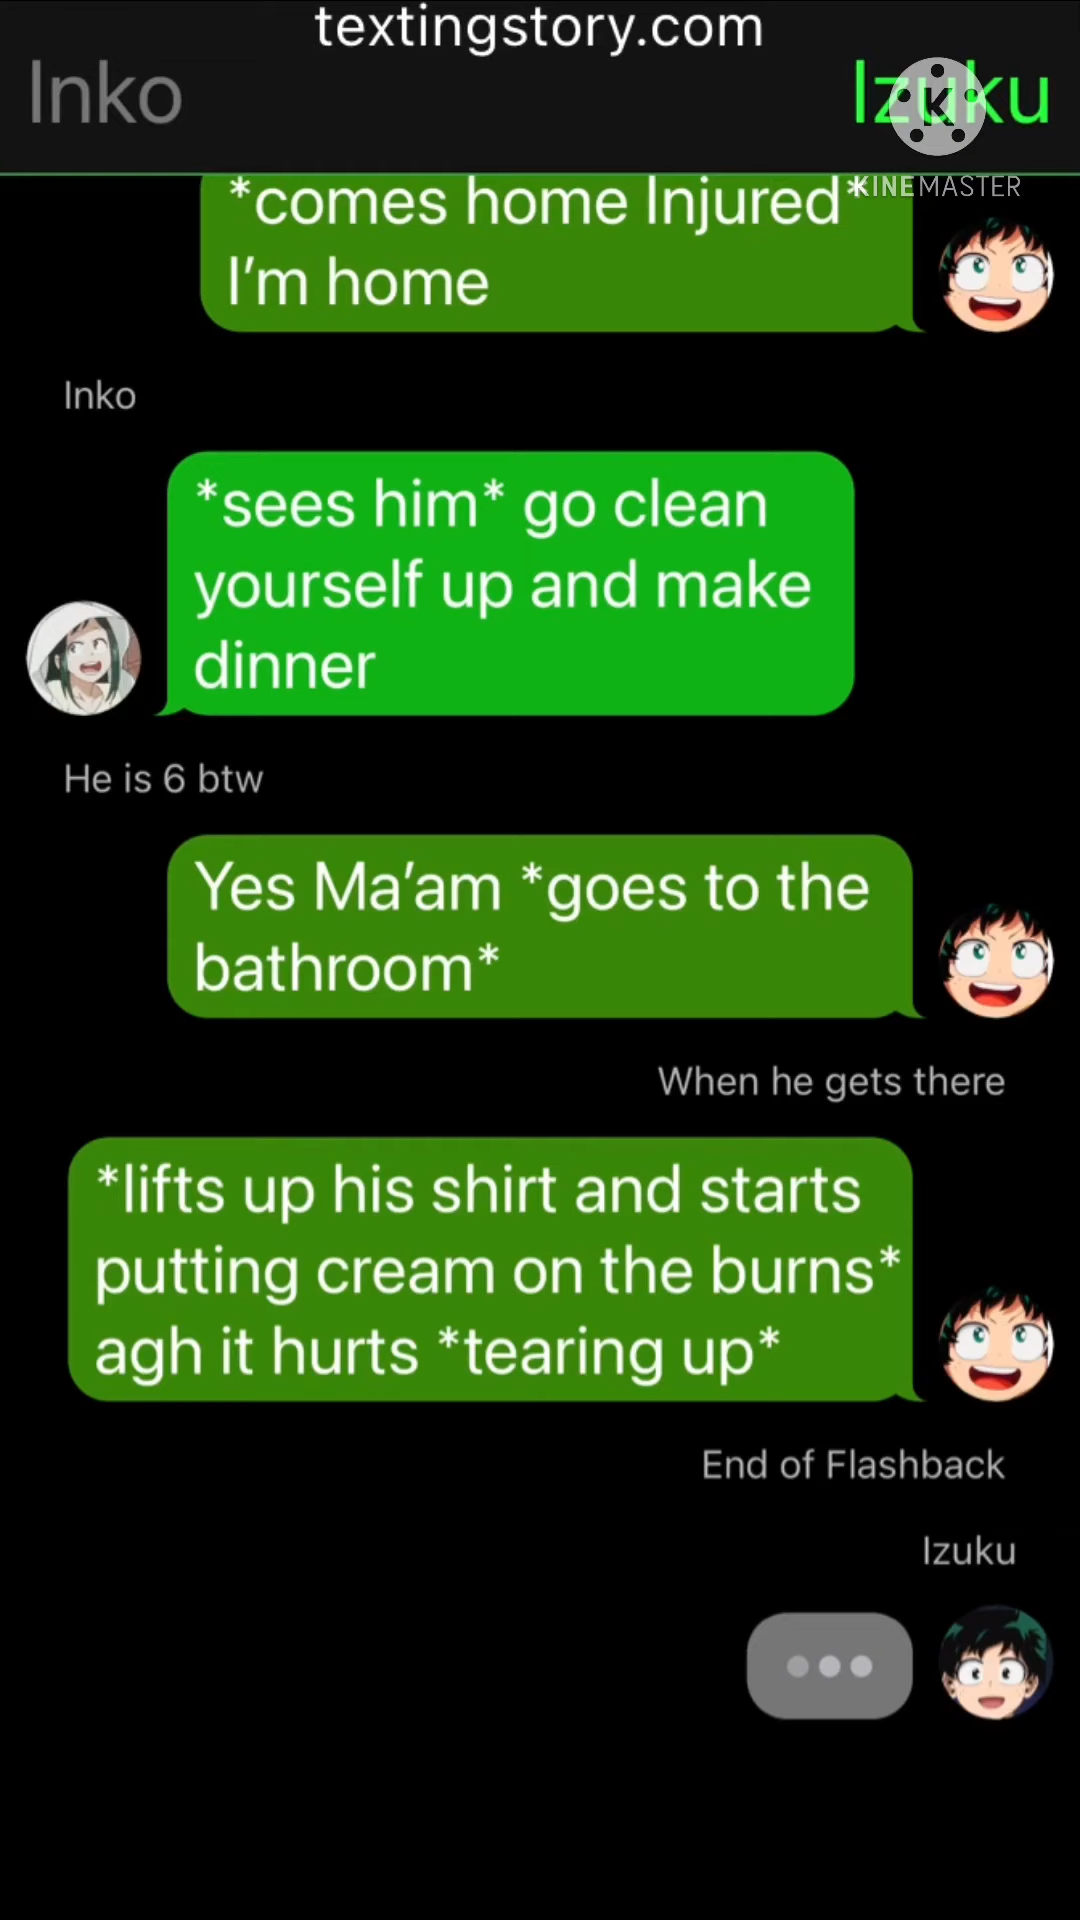 textingstory.com
Inko
Izuku
K
KINEMASTER
*comes home Injured*
I’m home
Inko
*sees him* go clean
yourself up and make
dinner
He is 6 btw
Yes Ma’am *goes to the
bathroom*
When he gets there
*lifts up his shirt and starts
putting cream on the burns*
agh it hurts *tearing up*
End of Flashback
Izuku